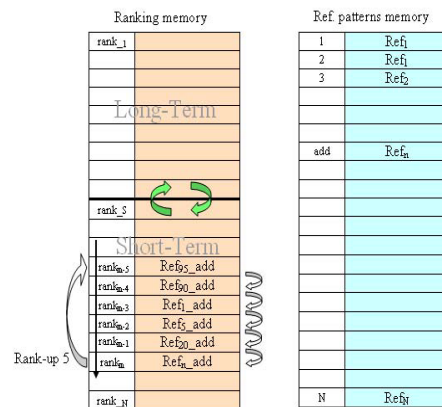 Ranking memory
Ref. patterns memory
rank_1
1 Ref1
2 Ref1
3 Ref2
Long-Term
add Refn
rank_S
Short-Term
rankm-5 Ref95_add
rankm-4 Ref90_add
rankm-3 Ref1_add
rankm-2 Ref5_add
rankm-1 Ref20_add
Rank-up 5
rankm Refn_add
rank_N
N RefN